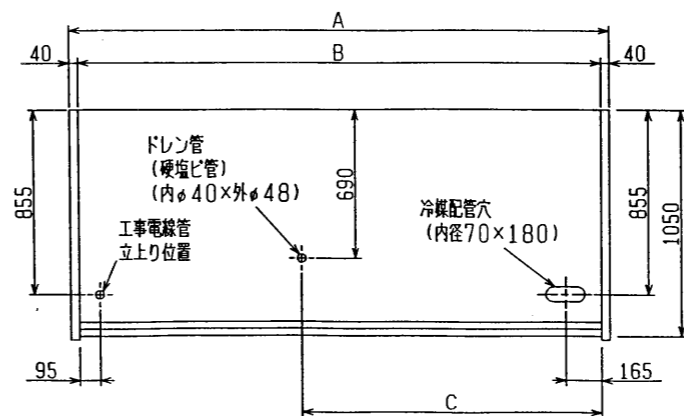 A
40
B
40
ドレン管
(硬塩ビ管)
(内φ40×外φ48)
690
855
工事電線管
立上り位置
冷媒配管穴
(内径70×180)
855
1050
95
165
C